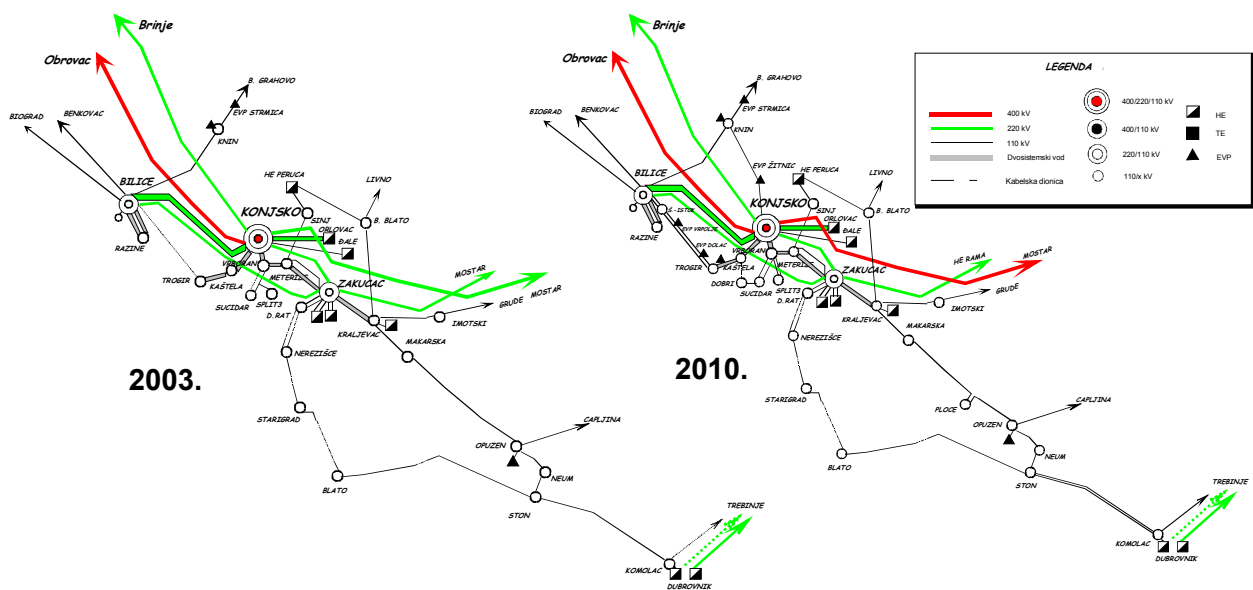 Brinje
Obrovac
B. GRAHOVO
BENKOVAC
BIOGRAD
EVP STRMICA
KNIN
BILICE
HE PERUCA
LIVNO
KONJSKO
SINJ
ORLOVAC
B. BLATO
ĐALE
RAZINE
VRBORAN
METERIZE
MOSTAR
TROGIR
KAŠTELA
ZAKUCAC
MOSTAR
SUCIDAR
SPLIT3
D.RAT
GRUDE
KRALJEVAC
IMOTSKI
MAKARSKA
NEREZIŠCE
2003.
STARIGRAD
CAPLJINA
OPUZEN
BLATO
NEUM
STON
TREBINJE
KOMOLAC
DUBROVNIK
Brinje
Obrovac
B. GRAHOVO
BENKOVAC
BIOGRAD
EVP STRMICA
KNIN
EVP ŽITNIC
BILICE
HE PERUCA
LIVNO
KONJSKO
SINJ
ORLOVAC
B. BLATO
Š.-ISTOK
EVP VRPOLJE
ĐALE
RAZINE
EVP DOLAC
VRBORAN
METERIZE
HE RAMA
MOSTAR
TROGIR
KAŠTELA
ZAKUCAC
DOBRI
SUCIDAR
SPLIT3
D. RAT
GRUDE
KRALJEVAC
IMOTSKI
MAKARSKA
NEREZIŠCE
2010.
STARIGRAD
PLOCE
CAPLJINA
OPUZEN
BLATO
NEUM
STON
TREBINJE
KOMOLAC
DUBROVNIK
LEGENDA :
400 kV
220 kV
110 kV
Dvosistemski vod
Kabelska dionica
400/220/110 kV
400/110 kV
220/110 kV
110/x kV
HE
TE
EVP